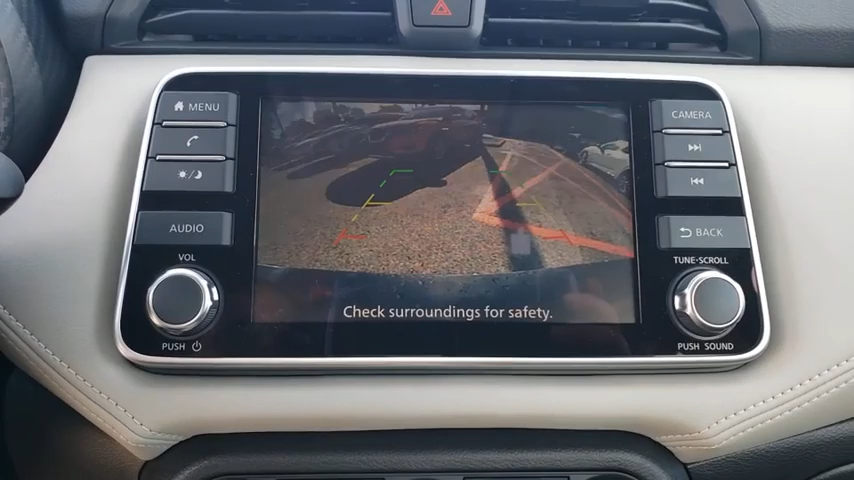 MENU
AUDIO
VOL
PUSH
CAMERA
BACK
TUNE·SCROLL
PUSH SOUND
Check surroundings for safety.